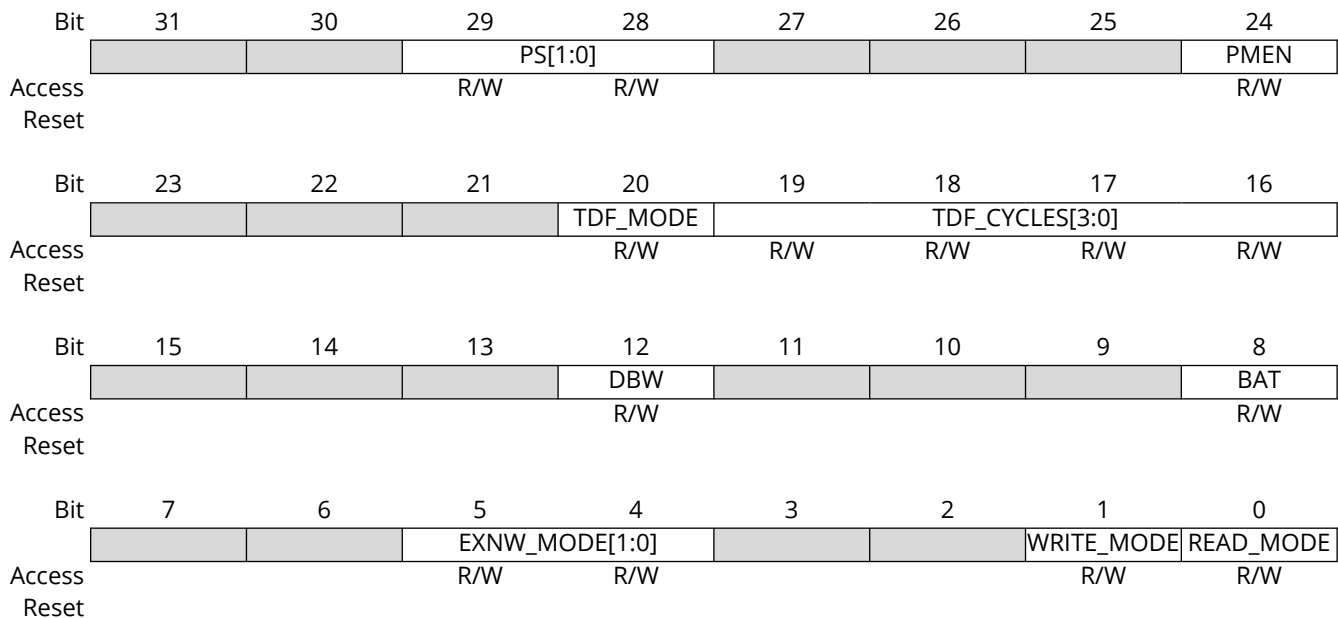 Bit 31 30 29 28 27 26 25 24
PS[1:0] PMEN
Access R/W R/W R/W
Reset
Bit 23 22 21 20 19 18 17 16
TDF_MODE TDF_CYCLES[3:0]
Access R/W R/W R/W R/W R/W
Reset
Bit 15 14 13 12 11 10 9 8
DBW BAT
Access R/W R/W
Reset
Bit 7 6 5 4 3 2 1 0
EXNW_MODE[1:0] WRITE_MODE READ_MODE
Access R/W R/W R/W R/W
Reset